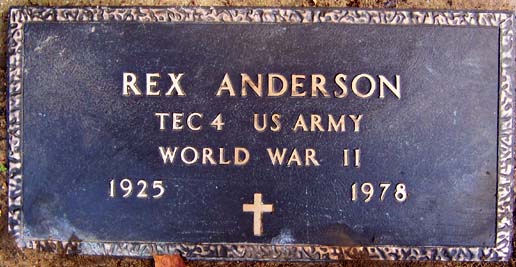 REX ANDERSON
TEC 4 US ARMY
WORLD WAR II
1925 1978